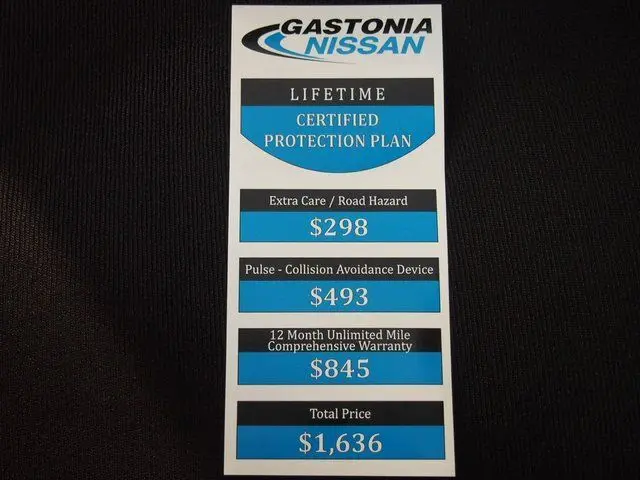 GASTONIA
NISSAN
LIFETIME
CERTIFIED
PROTECTION PLAN
Extra Care / Road Hazard
$298
Pulse - Collision Avoidance Device
$493
12 Month Unlimited Mile
Comprehensive Warranty
$845
Total Price
$1,636